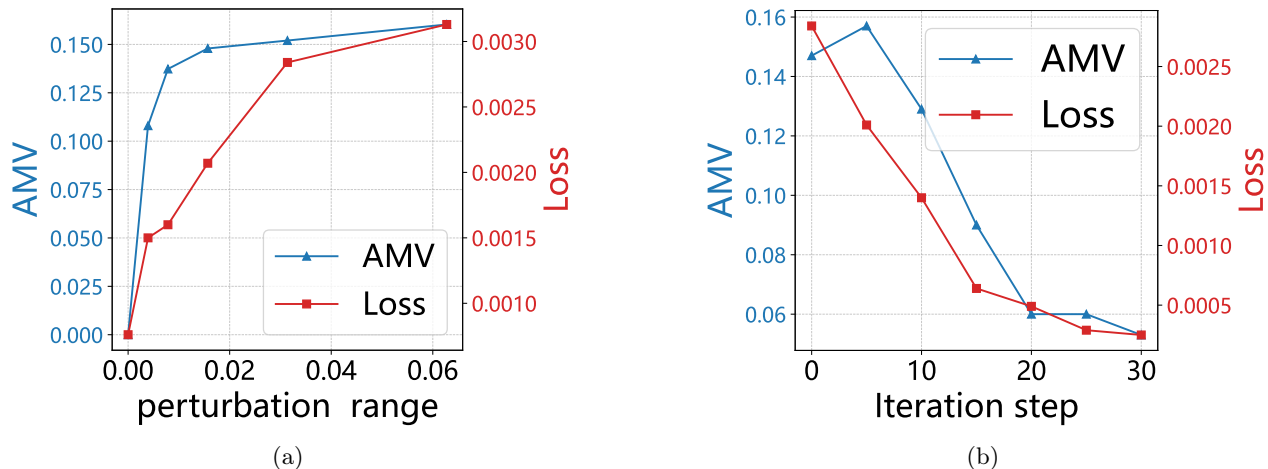 0.150
0.125
0.100
0.075
0.050
0.025
0.000
AMV
0.0030
0.0025
0.0020
0.0015
0.0010
Loss
AMV
Loss
0.00 0.02 0.04 0.06
perturbation range
(a)
0.16
0.14
0.12
0.10
0.08
0.06
AMV
AMV
Loss
0.0025
0.0020
0.0015
0.0010
0.0005
Loss
0 10 20 30
Iteration step
(b)